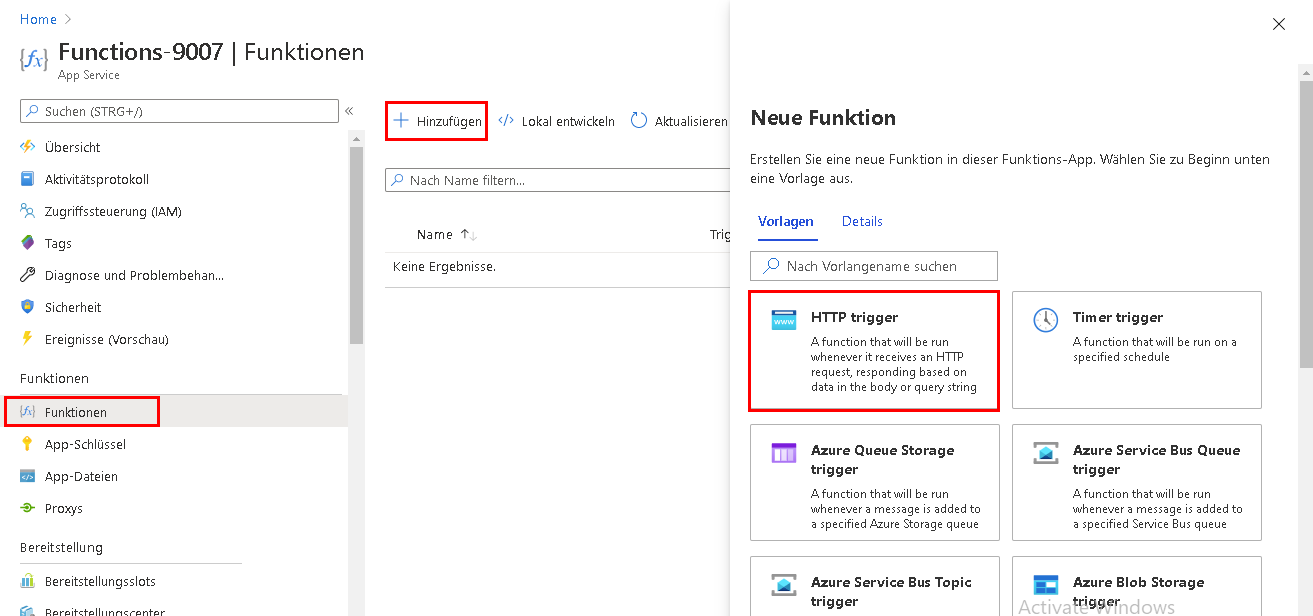 Home
Functions-9007 | Funktionen
App Service
Suchen (STRG+/)
Übersicht
Aktivitätsprotokoll
Zugriffssteuerung (IAM)
Tags
Diagnose und Problembehan...
Sicherheit
Ereignisse (Vorschau)
Funktionen
Funktionen
App-Schlüssel
App-Dateien
Proxys
Bereitstellung
Bereitstellungsslots
Bereitstellungscenter
Hinzufügen
Lokal entwickeln
Aktualisieren
Nach Name filtern...
Name
Trig
Keine Ergebnisse.
Neue Funktion
Erstellen Sie eine neue Funktion in dieser Funktions-App. Wählen Sie zu Beginn unten
eine Vorlage aus.
Vorlagen
Details
Nach Vorlangename suchen
HTTP trigger
A function that will be run
whenever it receives an HTTP
request, responding based on
data in the body or query string
Timer trigger
A function that will be run on a
specified schedule
Azure Queue Storage
trigger
A function that will be run
whenever a message is added to
a specified Azure Storage queue
Azure Service Bus Queue
trigger
A function that will be run
whenever a message is added to
a specified Service Bus queue
Azure Service Bus Topic
trigger
Azure Blob Storage
trigger
Activate Windows